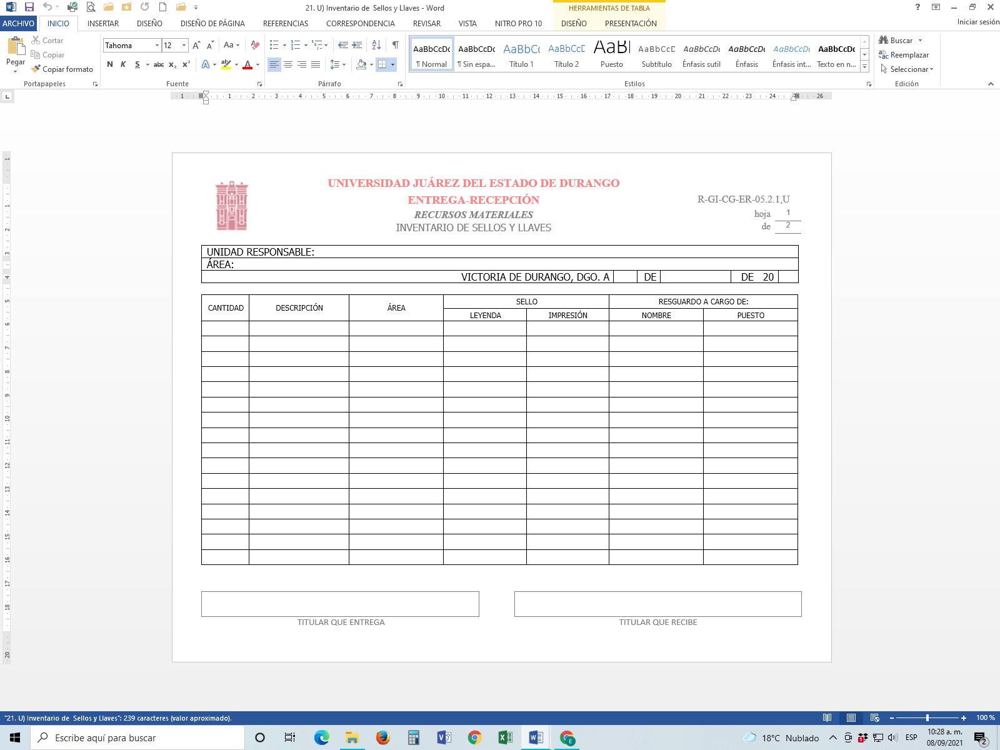 21. U) Inventario de  Sellos y Llaves - Word
HERRAMIENTAS DE TABLA
ARCHIVO INICIO INSERTAR DISEÑO DISEÑO DE PÁGINA REFERENCIAS CORRESPONDENCIA REVISAR VISTA NITRO PRO 10 DISEÑO PRESENTACIÓN
Iniciar sesión
Pegar
Cortar
Copiar
Copiar formato
Portapapeles
Tahoma 12
N K S abc x₂ x²
Fuente
Párrafo
AaBbCcDc AaBbCcDc AaBbCc AaBbCcD AaBl AaBbCcD AaBbCcDc AaBbCcDc AaBbCcDc AaBbCcDc
¶ Normal ¶ Sin espa... Título 1 Título 2 Puesto Subtítulo Énfasis sutil Énfasis Énfasis int... Texto en n...
Estilos
Buscar
Reemplazar
Seleccionar
Edición
1 1 2 3 4 5 6 7 8 9 10 11 12 13 14 15 16 17 18 19 20 21 22 23 24 26
UNIVERSIDAD JUÁREZ DEL ESTADO DE DURANGO
ENTREGA-RECEPCIÓN
RECURSOS MATERIALES
INVENTARIO DE SELLOS Y LLAVES
R-GI-CG-ER-05.2.1,U
hoja 1
de 2
UNIDAD RESPONSABLE:
ÁREA:
VICTORIA DE DURANGO, DGO. A DE DE 20
CANTIDAD DESCRIPCIÓN ÁREA SELLO RESGUARDO A CARGO DE:
LEYENDA IMPRESIÓN NOMBRE PUESTO
TITULAR QUE ENTREGA TITULAR QUE RECIBE
1 1 2 3 4 5 6 7 8 9 10 11 12 13 14 15 16 17 18 20
"21. U) Inventario de  Sellos y Llaves": 239 caracteres (valor aproximado).
100 %
Escribe aquí para buscar
18°C Nublado
ESP
10:28 a. m.
08/09/2021
2